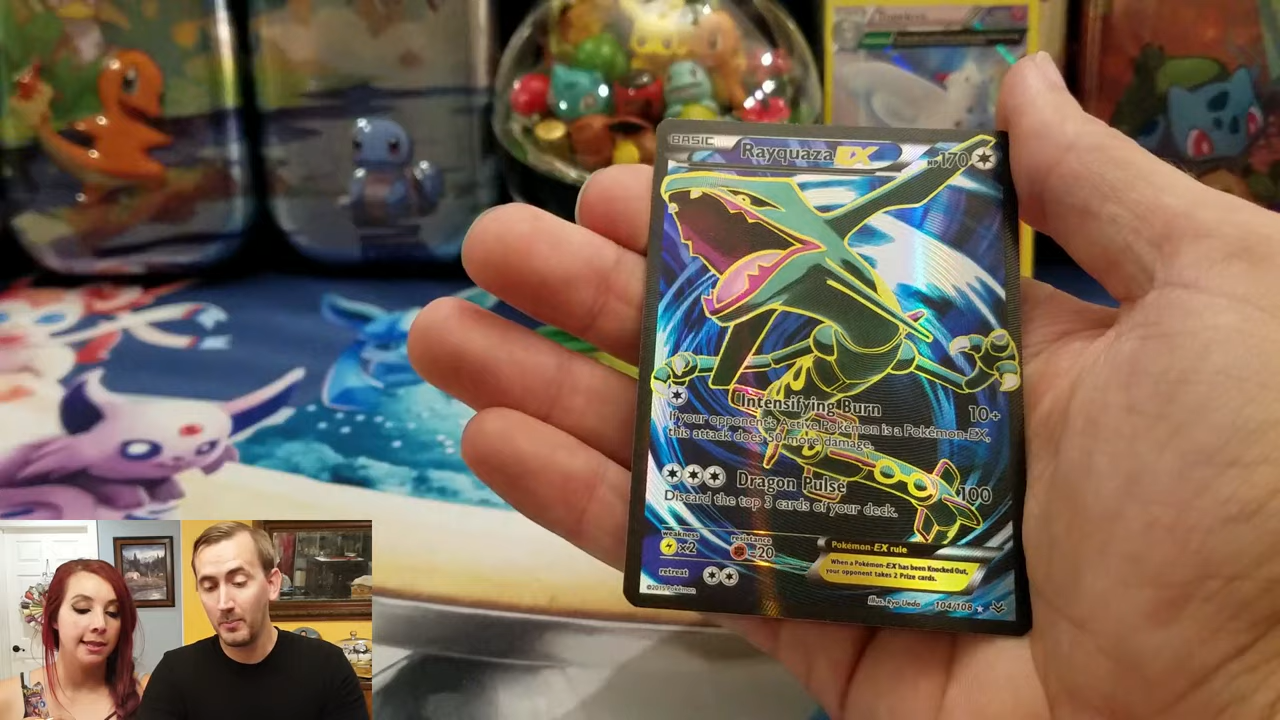 BASIC
Rayquaza EX
HP170
Intensifying Burn 10+
If your opponent's Active Pokémon is a Pokémon-EX,
this attack does 50 more damage.
Dragon Pulse 100
Discard the top 3 cards of your deck.
weakness
×2
resistance
-20
retreat
Pokémon-EX rule
When a Pokémon-EX has been Knocked Out,
your opponent takes 2 Prize cards.
©2015 Pokémon
Illus. Ryo Ueda 104/108